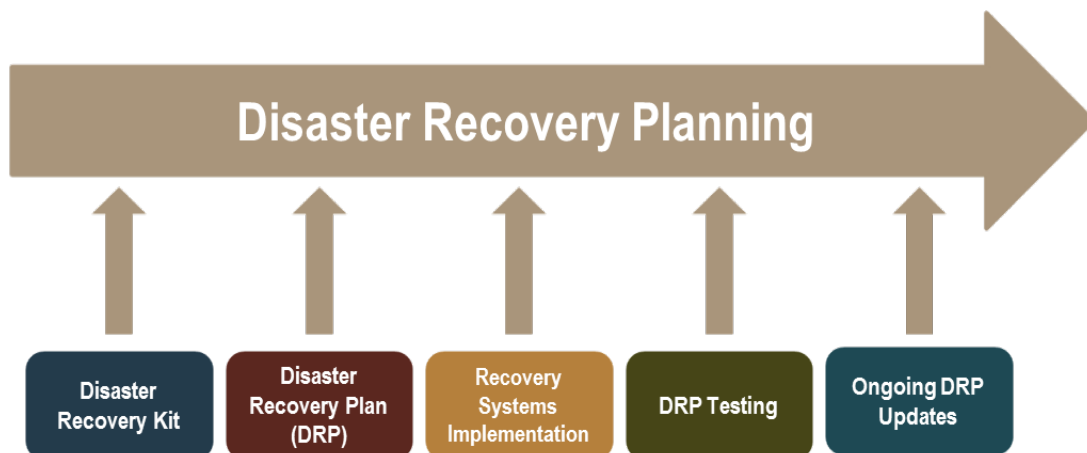 Disaster Recovery Planning
Disaster
Recovery Kit
Disaster
Recovery Plan
(DRP)
Recovery
Systems
Implementation
DRP Testing
Ongoing DRP
Updates